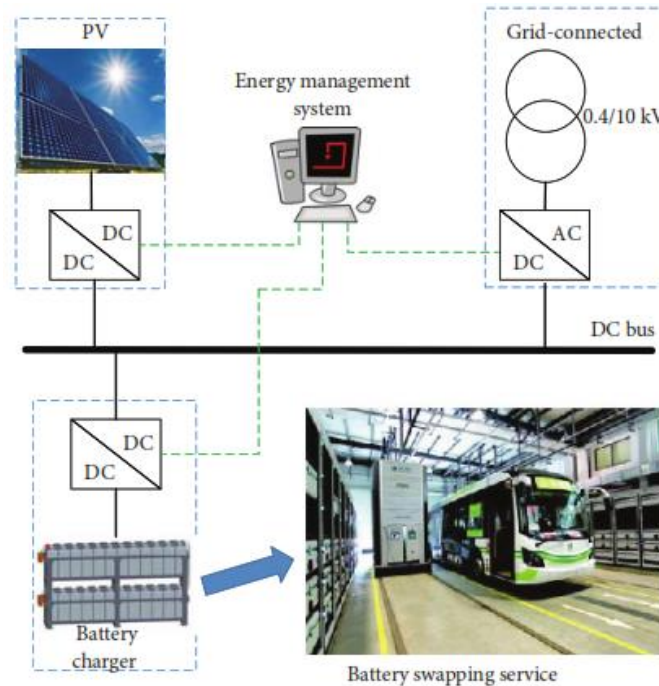 PV
Energy management
system
Grid-connected
0.4/10 kV
DC
DC
AC
DC
DC bus
DC
DC
Battery
charger
Battery swapping service